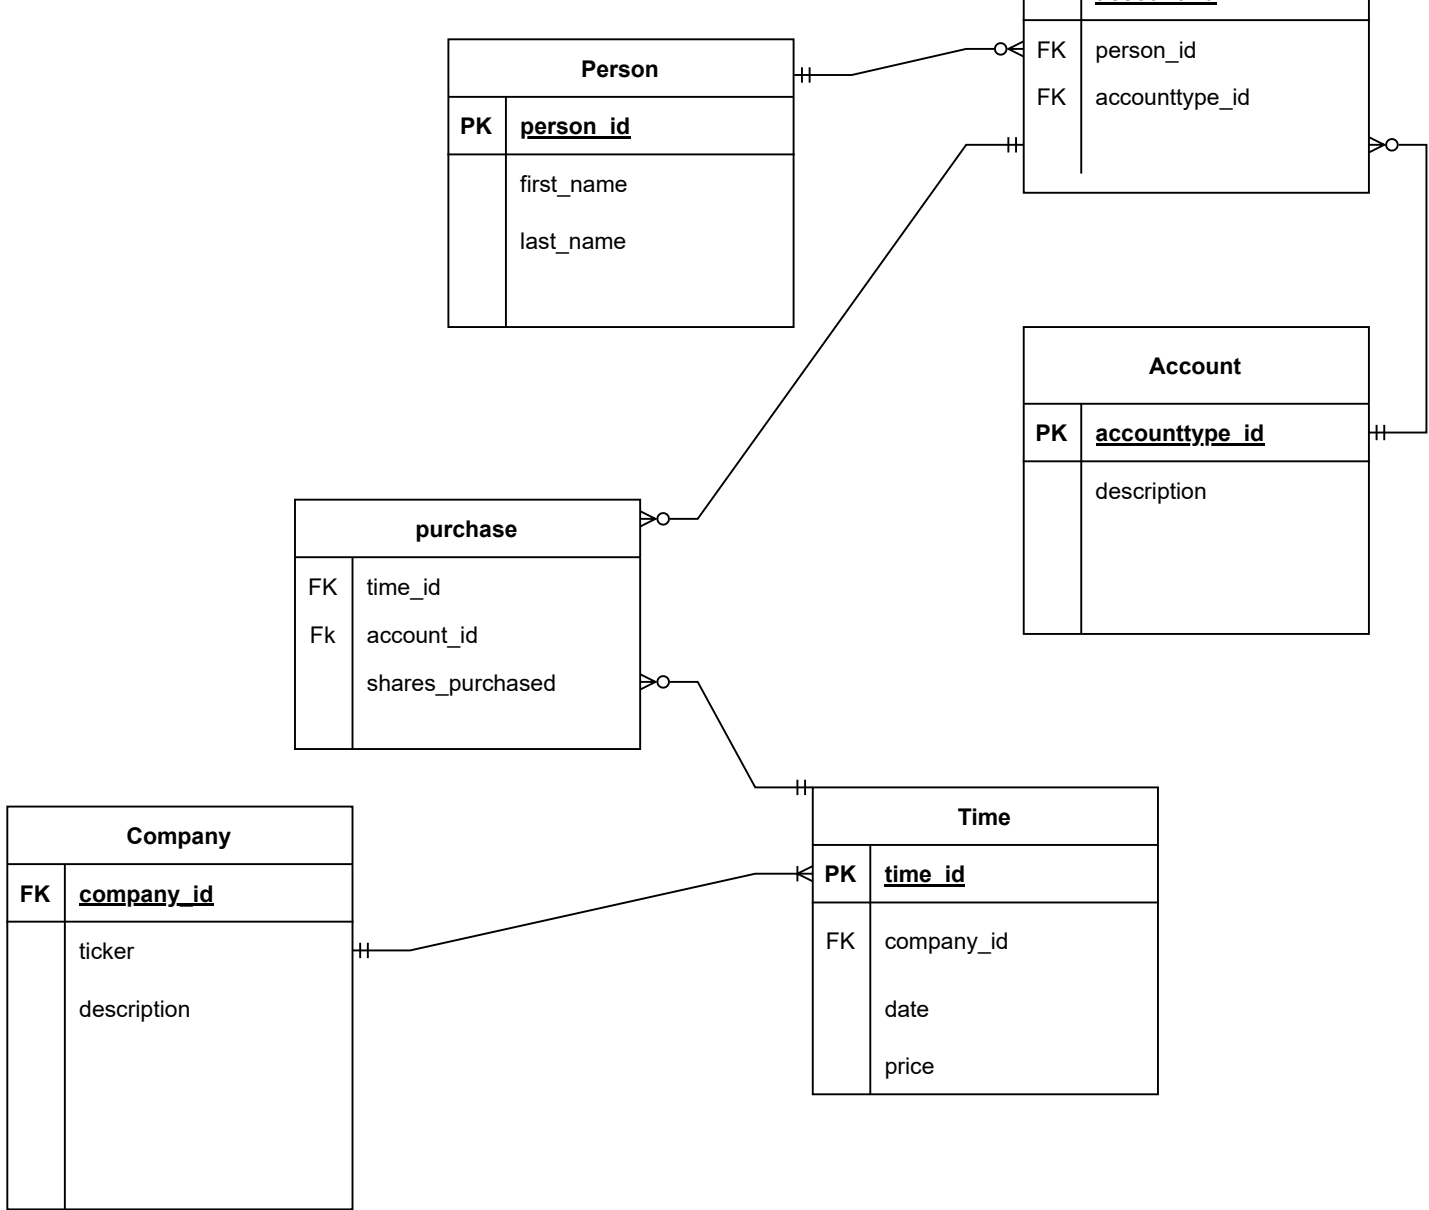 FK person_id
FK accounttype_id
Person
PK person_id
first_name
last_name
Account
PK accounttype_id
description
purchase
FK time_id
Fk account_id
shares_purchased
Time
PK time_id
FK company_id
date
price
Company
FK company_id
ticker
description